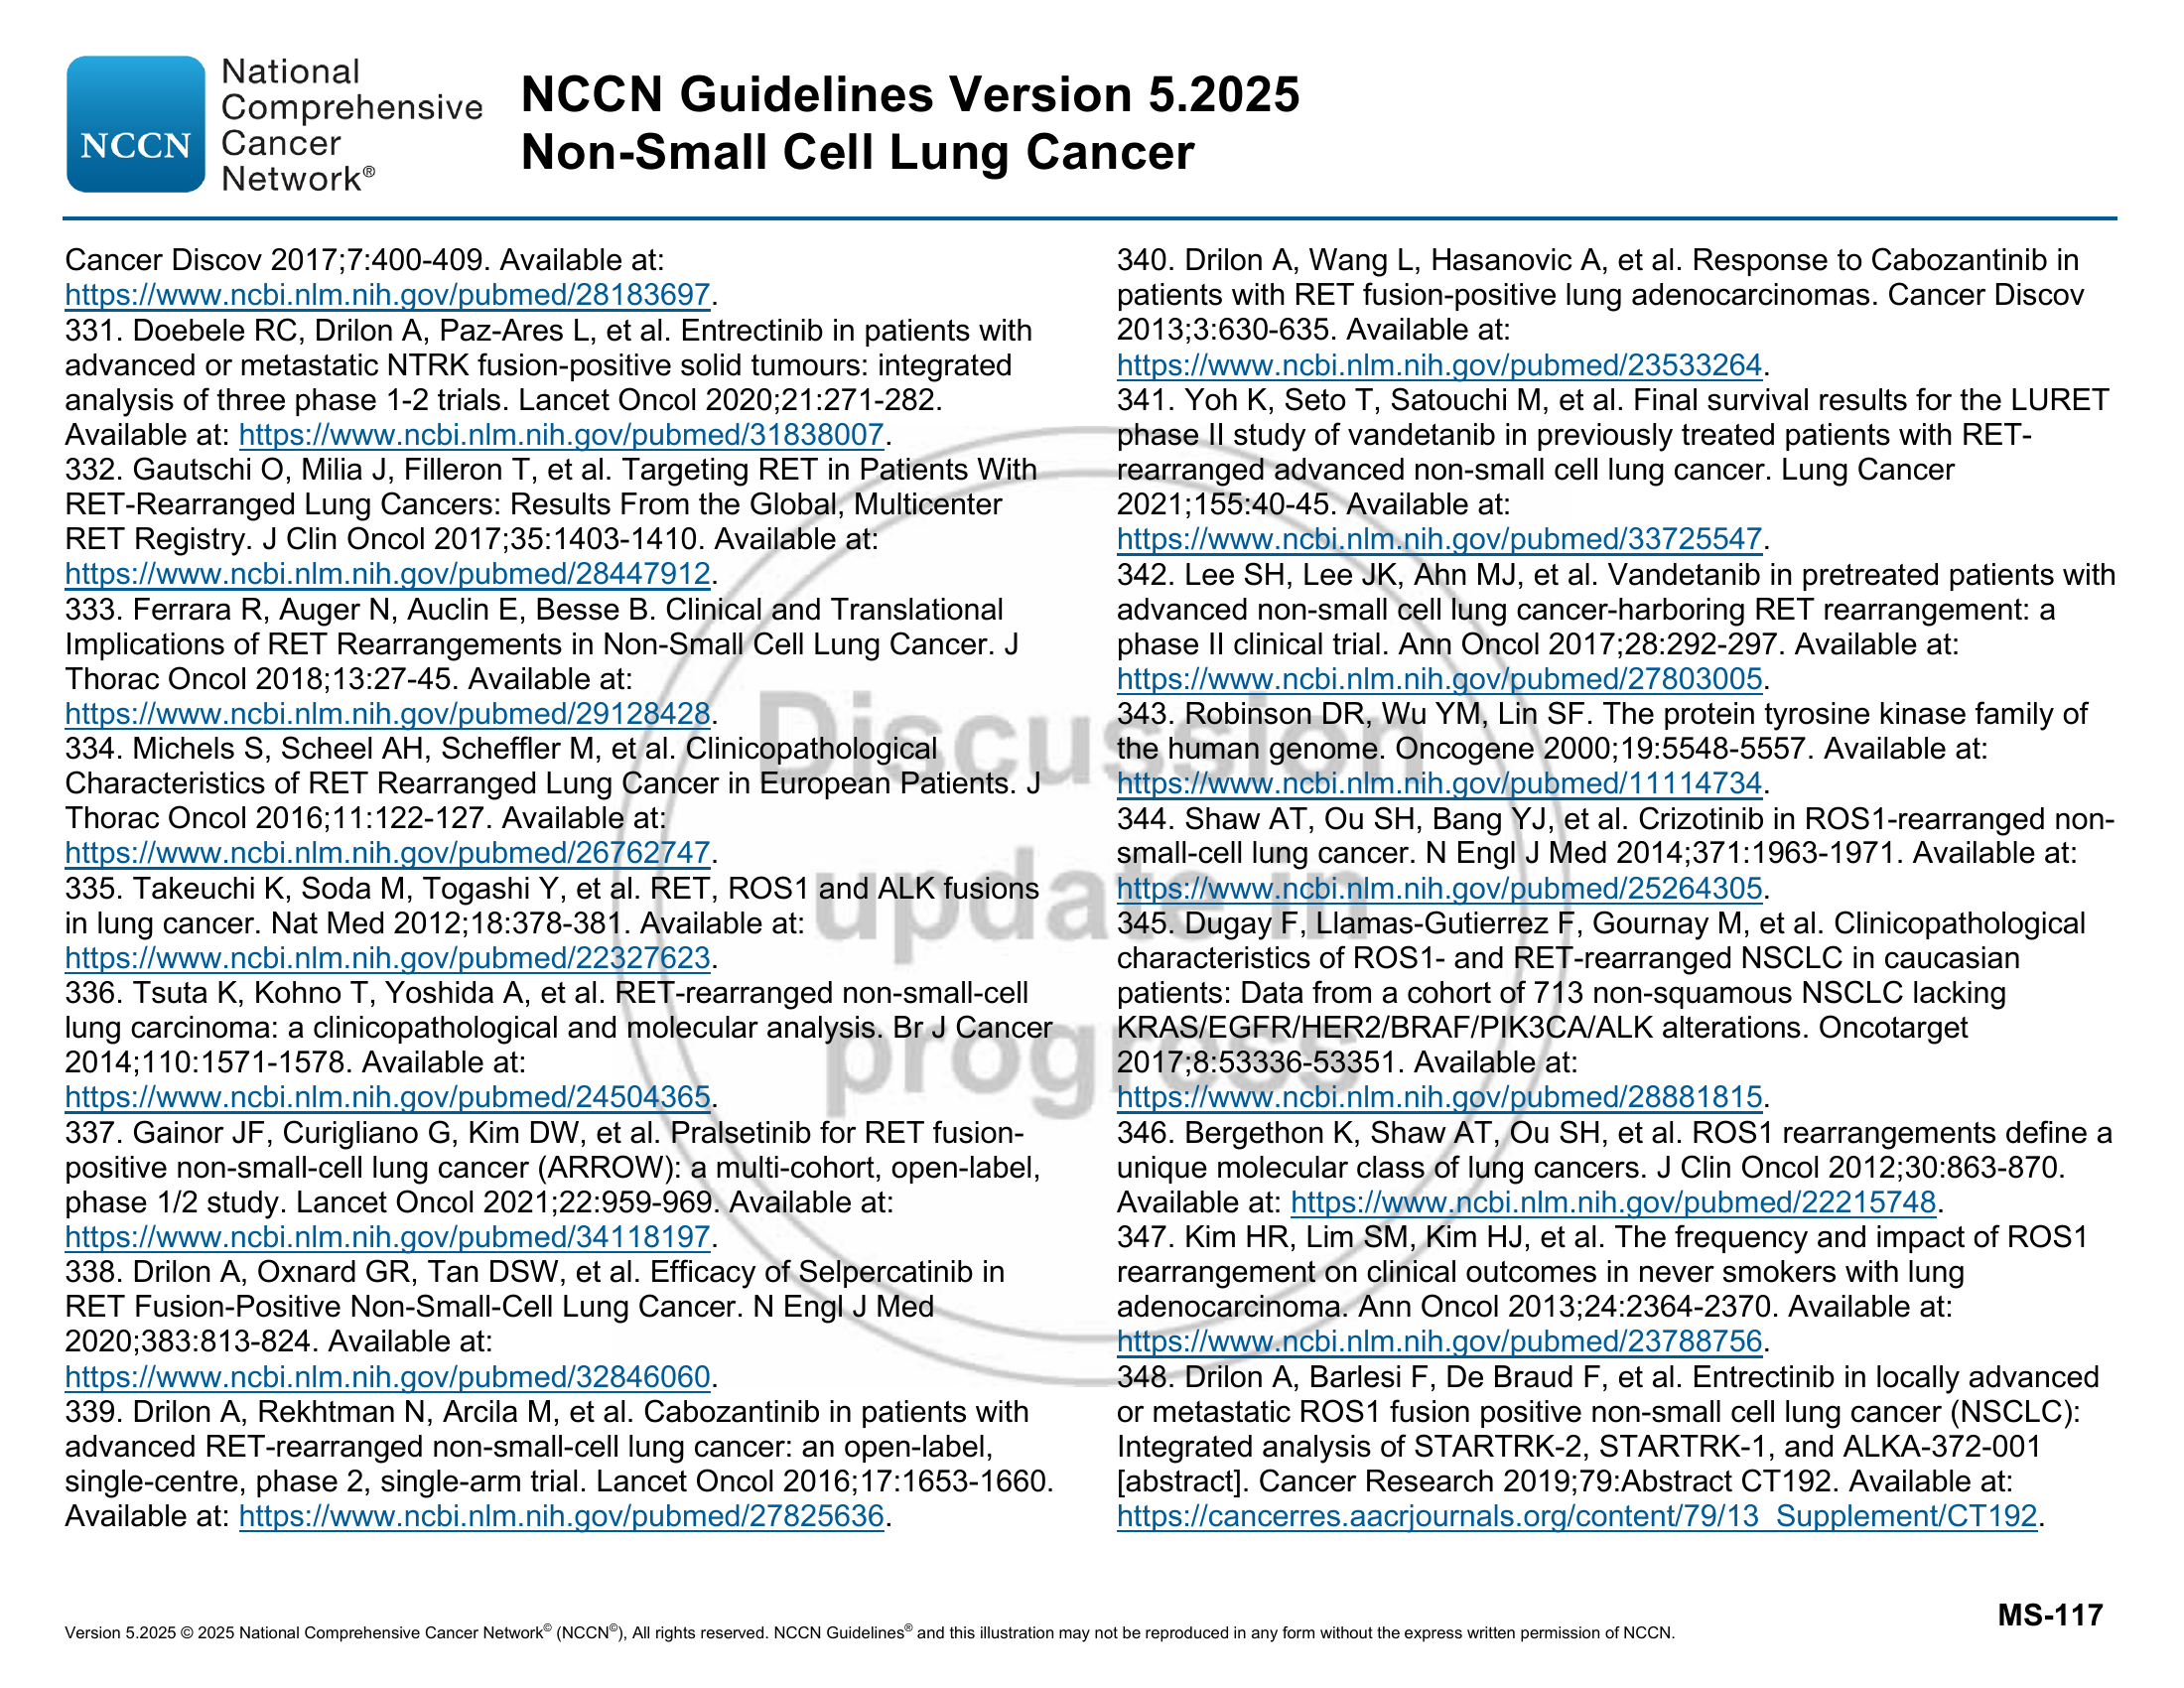 National
Comprehensive
NCCN
Cancer
Network®
NCCN Guidelines Version 5.2025
Non-Small Cell Lung Cancer
Cancer Discov 2017;7:400-409. Available at:
https://www.ncbi.nlm.nih.gov/pubmed/28183697.
331. Doebele RC, Drilon A, Paz-Ares L, et al. Entrectinib in patients with
advanced or metastatic NTRK fusion-positive solid tumours: integrated
analysis of three phase 1-2 trials. Lancet Oncol 2020;21:271-282.
Available at: https://www.ncbi.nlm.nih.gov/pubmed/31838007.
332. Gautschi O, Milia J, Filleron T, et al. Targeting RET in Patients With
RET-Rearranged Lung Cancers: Results From the Global, Multicenter
RET Registry. J Clin Oncol 2017;35:1403-1410. Available at:
https://www.ncbi.nlm.nih.gov/pubmed/28447912.
333. Ferrara R, Auger N, Auclin E, Besse B. Clinical and Translational
Implications of RET Rearrangements in Non-Small Cell Lung Cancer. J
Thorac Oncol 2018;13:27-45. Available at:
https://www.ncbi.nlm.nih.gov/pubmed/29128428.
334. Michels S, Scheel AH, Scheffler M, et al. Clinicopathological
Characteristics of RET Rearranged Lung Cancer in European Patients. J
Thorac Oncol 2016;11:122-127. Available at:
https://www.ncbi.nlm.nih.gov/pubmed/26762747.
335. Takeuchi K, Soda M, Togashi Y, et al. RET, ROS1 and ALK fusions
in lung cancer. Nat Med 2012;18:378-381. Available at:
https://www.ncbi.nlm.nih.gov/pubmed/22327623.
336. Tsuta K, Kohno T, Yoshida A, et al. RET-rearranged non-small-cell
lung carcinoma: a clinicopathological and molecular analysis. Br J Cancer
2014;110:1571-1578. Available at:
https://www.ncbi.nlm.nih.gov/pubmed/24504365.
337. Gainor JF, Curigliano G, Kim DW, et al. Pralsetinib for RET fusion-
positive non-small-cell lung cancer (ARROW): a multi-cohort, open-label,
phase 1/2 study. Lancet Oncol 2021;22:959-969. Available at:
https://www.ncbi.nlm.nih.gov/pubmed/34118197.
338. Drilon A, Oxnard GR, Tan DSW, et al. Efficacy of Selpercatinib in
RET Fusion-Positive Non-Small-Cell Lung Cancer. N Engl J Med
2020;383:813-824. Available at:
https://www.ncbi.nlm.nih.gov/pubmed/32846060.
339. Drilon A, Rekhtman N, Arcila M, et al. Cabozantinib in patients with
advanced RET-rearranged non-small-cell lung cancer: an open-label,
single-centre, phase 2, single-arm trial. Lancet Oncol 2016;17:1653-1660.
Available at: https://www.ncbi.nlm.nih.gov/pubmed/27825636.
340. Drilon A, Wang L, Hasanovic A, et al. Response to Cabozantinib in
patients with RET fusion-positive lung adenocarcinomas. Cancer Discov
2013;3:630-635. Available at:
https://www.ncbi.nlm.nih.gov/pubmed/23533264.
341. Yoh K, Seto T, Satouchi M, et al. Final survival results for the LURET
phase II study of vandetanib in previously treated patients with RET-
rearranged advanced non-small cell lung cancer. Lung Cancer
2021;155:40-45. Available at:
https://www.ncbi.nlm.nih.gov/pubmed/33725547.
342. Lee SH, Lee JK, Ahn MJ, et al. Vandetanib in pretreated patients with
advanced non-small cell lung cancer-harboring RET rearrangement: a
phase II clinical trial. Ann Oncol 2017;28:292-297. Available at:
https://www.ncbi.nlm.nih.gov/pubmed/27803005.
343. Robinson DR, Wu YM, Lin SF. The protein tyrosine kinase family of
the human genome. Oncogene 2000;19:5548-5557. Available at:
https://www.ncbi.nlm.nih.gov/pubmed/11114734.
344. Shaw AT, Ou SH, Bang YJ, et al. Crizotinib in ROS1-rearranged non-
small-cell lung cancer. N Engl J Med 2014;371:1963-1971. Available at:
https://www.ncbi.nlm.nih.gov/pubmed/25264305.
345. Dugay F, Llamas-Gutierrez F, Gournay M, et al. Clinicopathological
characteristics of ROS1- and RET-rearranged NSCLC in caucasian
patients: Data from a cohort of 713 non-squamous NSCLC lacking
KRAS/EGFR/HER2/BRAF/PIK3CA/ALK alterations. Oncotarget
2017;8:53336-53351. Available at:
https://www.ncbi.nlm.nih.gov/pubmed/28881815.
346. Bergethon K, Shaw AT, Ou SH, et al. ROS1 rearrangements define a
unique molecular class of lung cancers. J Clin Oncol 2012;30:863-870.
Available at: https://www.ncbi.nlm.nih.gov/pubmed/22215748.
347. Kim HR, Lim SM, Kim HJ, et al. The frequency and impact of ROS1
rearrangement on clinical outcomes in never smokers with lung
adenocarcinoma. Ann Oncol 2013;24:2364-2370. Available at:
https://www.ncbi.nlm.nih.gov/pubmed/23788756.
348. Drilon A, Barlesi F, De Braud F, et al. Entrectinib in locally advanced
or metastatic ROS1 fusion positive non-small cell lung cancer (NSCLC):
Integrated analysis of STARTRK-2, STARTRK-1, and ALKA-372-001
[abstract]. Cancer Research 2019;79:Abstract CT192. Available at:
https://cancerres.aacrjournals.org/content/79/13_Supplement/CT192.
Discussion
update in
progress
MS-117
Version 5.2025 © 2025 National Comprehensive Cancer Network© (NCCN©), All rights reserved. NCCN Guidelines® and this illustration may not be reproduced in any form without the express written permission of NCCN.